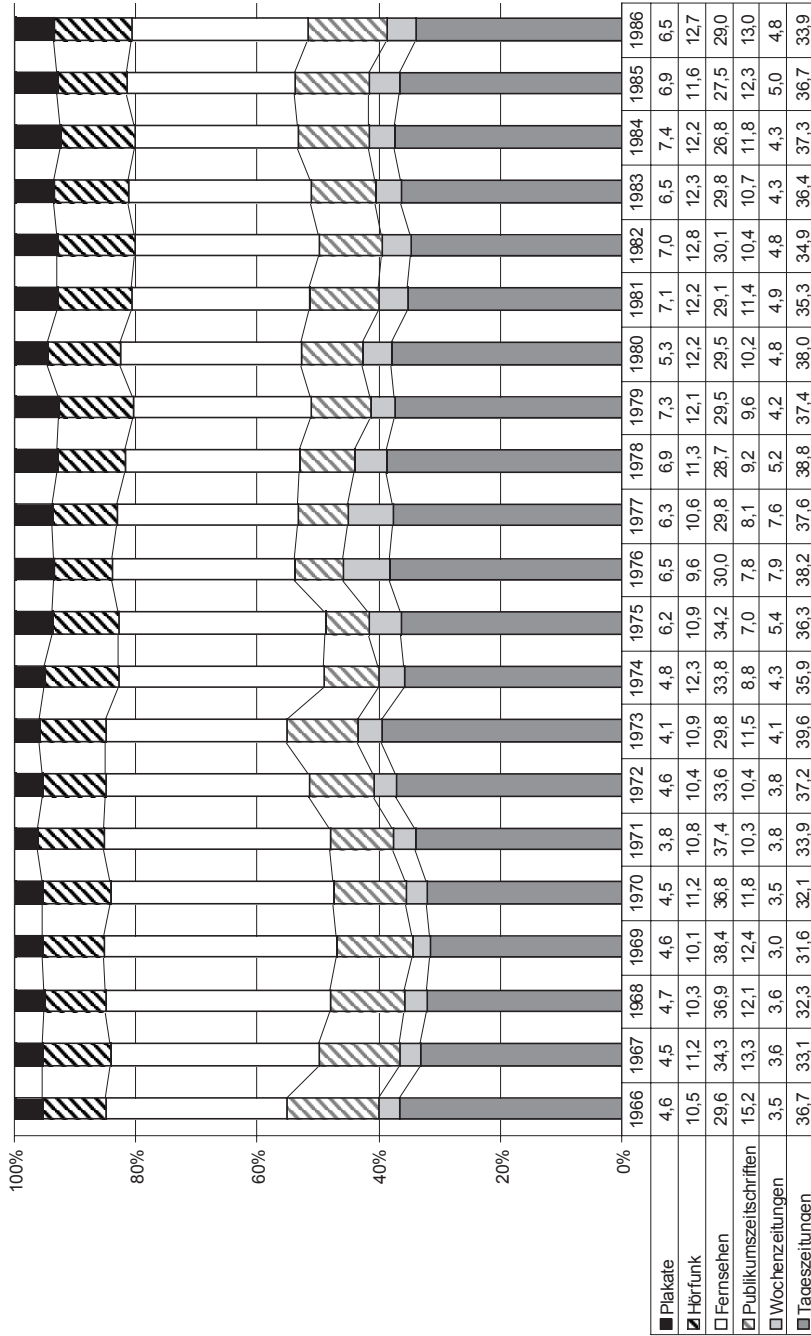 100%
80%
60%
40%
20%
0%
1966 1967 1968 1969 1970 1971 1972 1973 1974 1975 1976 1977 1978 1979 1980 1981 1982 1983 1984 1985 1986
Plakate 4,6 4,5 4,7 4,6 4,5 3,8 4,6 4,1 4,8 6,2 6,5 6,3 6,9 7,3 5,3 7,1 7,0 6,5 7,4 6,9 6,5
Hörfunk 10,5 11,2 10,3 10,1 11,2 10,8 10,4 10,9 12,3 10,9 9,6 10,6 11,3 12,1 12,2 12,2 12,8 12,3 12,2 11,6 12,7
Fernsehen 29,6 34,3 36,9 38,4 36,8 37,4 33,6 29,8 33,8 34,2 30,0 29,8 28,7 29,5 29,5 29,1 30,1 29,8 26,8 27,5 29,0
Publikumszeitschriften 15,2 13,3 12,1 12,4 11,8 10,3 10,4 11,5 8,8 7,0 7,8 8,1 9,2 9,6 10,2 11,4 10,4 10,7 11,8 12,3 13,0
Wochenzeitungen 3,5 3,6 3,6 3,0 3,5 3,8 3,8 4,1 4,3 5,4 7,9 7,6 5,2 4,2 4,8 4,9 4,8 4,3 4,3 5,0 4,8
Tageszeitungen 36,7 33,1 32,3 31,6 32,1 33,9 37,2 39,6 35,9 36,3 38,2 37,6 38,8 37,4 38,0 35,3 34,9 36,4 37,3 36,7 33,9